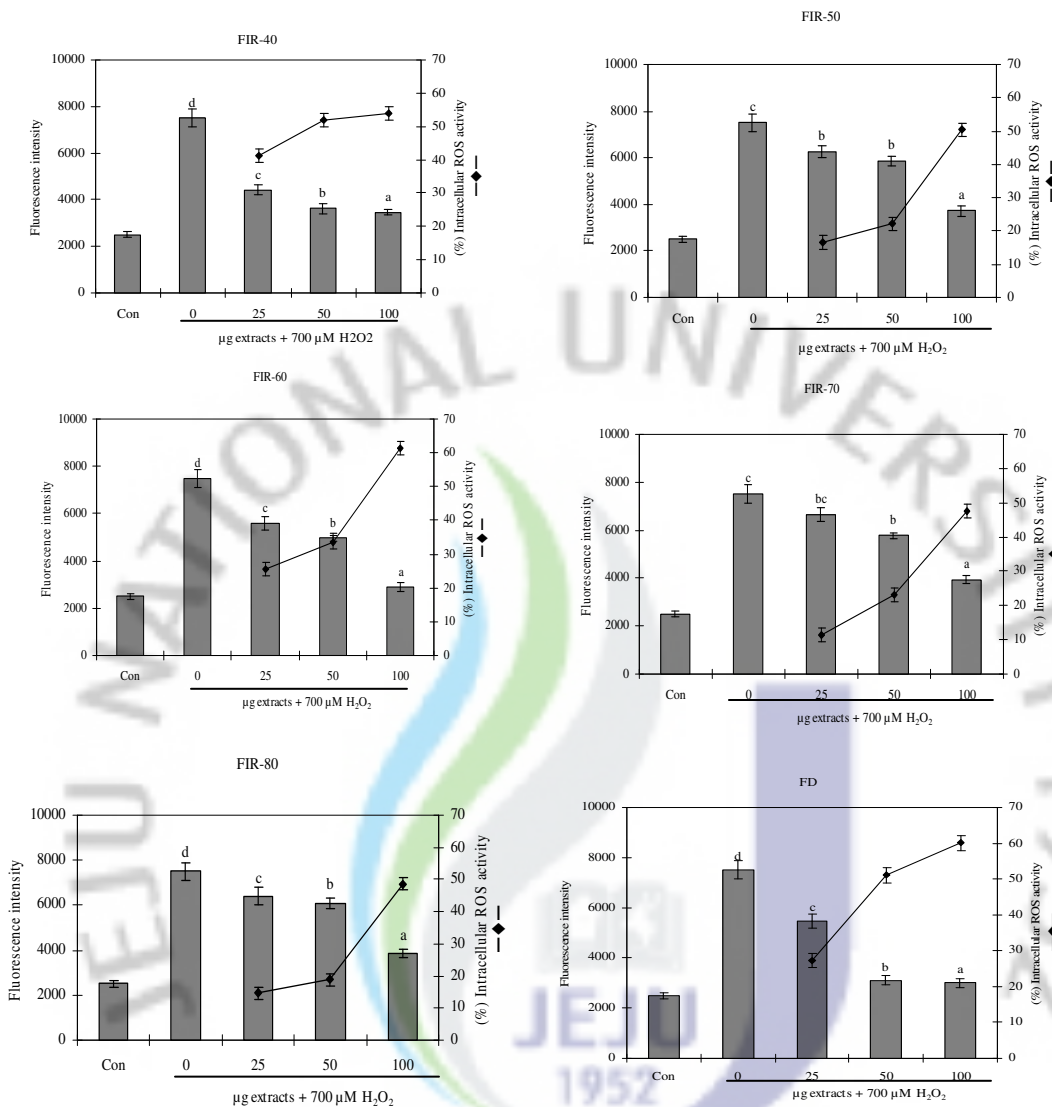 FIR-40
10000
8000
6000
4000
2000
0
Fluorescence intensity
70
60
50
40
30
20
10
0
(%) Intracellular ROS activity
d
c
b
a
Con 0 25 50 100
µg extracts + 700 µM H2O2
FIR-50
10000
8000
6000
4000
2000
0
Fluorescence intensity
70
60
50
40
30
20
10
0
(%) Intracellular ROS activity
c
b
b
a
Con 0 25 50 100
µg extracts + 700 µM H₂O₂
FIR-60
10000
8000
6000
4000
2000
0
Fluorescence intensity
70
60
50
40
30
20
10
0
(%) Intracellular ROS activity
d
c
b
a
Con 0 25 50 100
µg extracts + 700 µM H₂O₂
FIR-70
10000
8000
6000
4000
2000
0
Fluorescence intensity
70
60
50
40
30
20
10
0
(%) Intracellular ROS activity
c
bc
b
a
Con 0 25 50 100
µg extracts + 700 µM H₂O₂
FIR-80
10000
8000
6000
4000
2000
0
Fluorescence intensity
70
60
50
40
30
20
10
0
(%) Intracellular ROS activity
d
c
b
a
Con 0 25 50 100
µg extracts + 700 µM H₂O₂
FD
10000
8000
6000
4000
2000
0
Fluorescence intensity
70
60
50
40
30
20
10
0
(%) Intracellular ROS activity
d
c
b
a
Con 0 25 50 100
µg extracts + 700 µM H₂O₂
JEJU NATIONAL UNIVERSITY
JEJU
1952